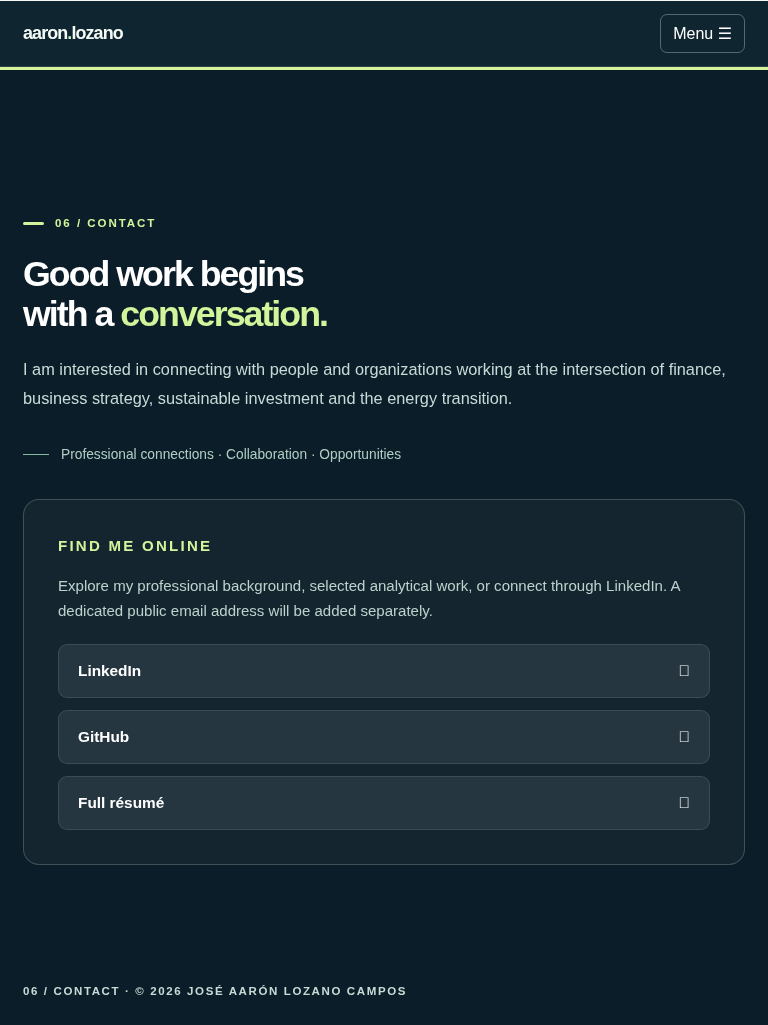 aaron.lozano
Menu ☰
06 / CONTACT
Good work begins
with a conversation.
I am interested in connecting with people and organizations working at the intersection of finance,
business strategy, sustainable investment and the energy transition.
Professional connections · Collaboration · Opportunities
FIND ME ONLINE
Explore my professional background, selected analytical work, or connect through LinkedIn. A
dedicated public email address will be added separately.
LinkedIn
GitHub
Full résumé
06 / CONTACT · © 2026 JOSÉ AARÓN LOZANO CAMPOS